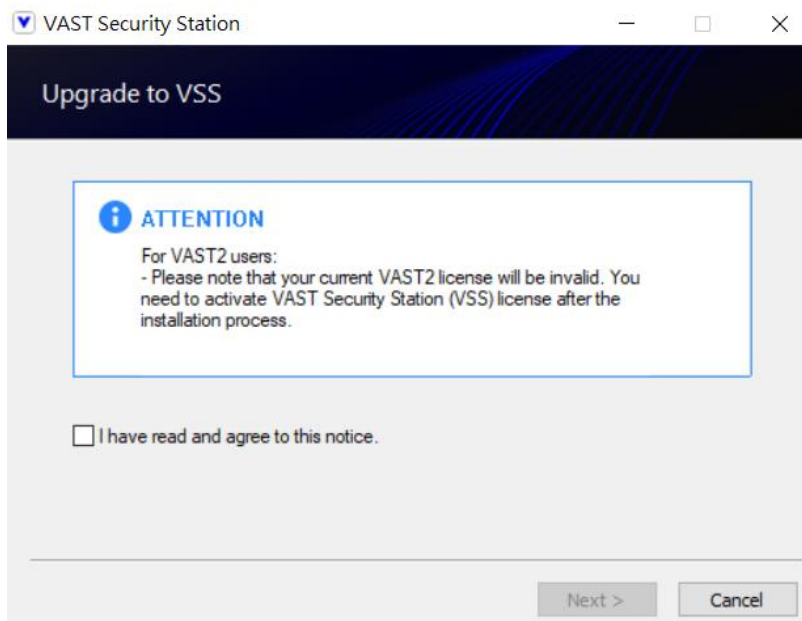 VAST Security Station
Upgrade to VSS
ATTENTION
For VAST2 users:
- Please note that your current VAST2 license will be invalid. You
need to activate VAST Security Station (VSS) license after the
installation process.
I have read and agree to this notice.
Next >
Cancel